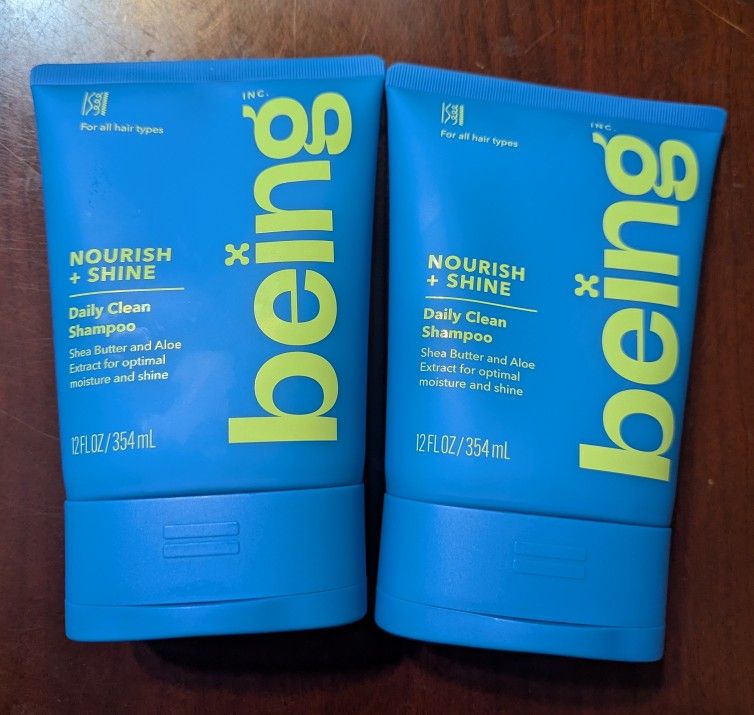 For all hair types
INC.
being
NOURISH
+ SHINE
Daily Clean
Shampoo
Shea Butter and Aloe
Extract for optimal
moisture and shine
12 FL OZ / 354 mL
For all hair types
INC.
being
NOURISH
+ SHINE
Daily Clean
Shampoo
Shea Butter and Aloe
Extract for optimal
moisture and shine
12 FL OZ / 354 mL